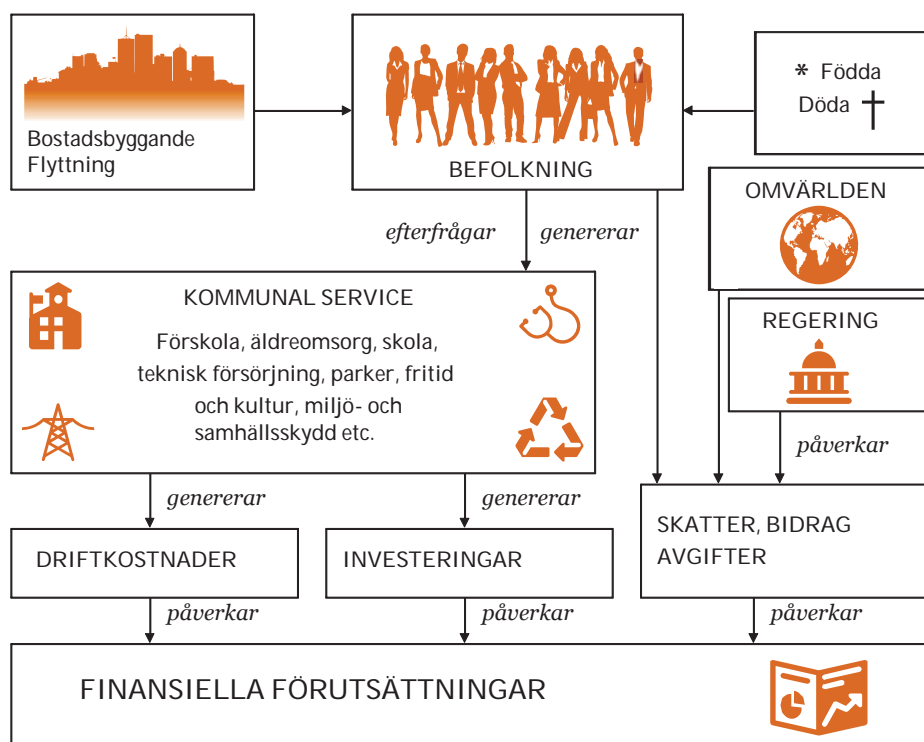 Bostadsbyggande
Flyttning
BEFOLKNING
* Födda
Döda †
OMVÄRLDEN
efterfrågar
genererar
REGERING
KOMMUNAL SERVICE
Förskola, äldreomsorg, skola,
teknisk försörjning, parker, fritid
och kultur, miljö- och
samhällsskydd etc.
påverkar
genererar
genererar
DRIFTKOSTNADER
INVESTERINGAR
SKATTER, BIDRAG
AVGIFTER
påverkar
påverkar
påverkar
FINANSIELLA FÖRUTSÄTTNINGAR